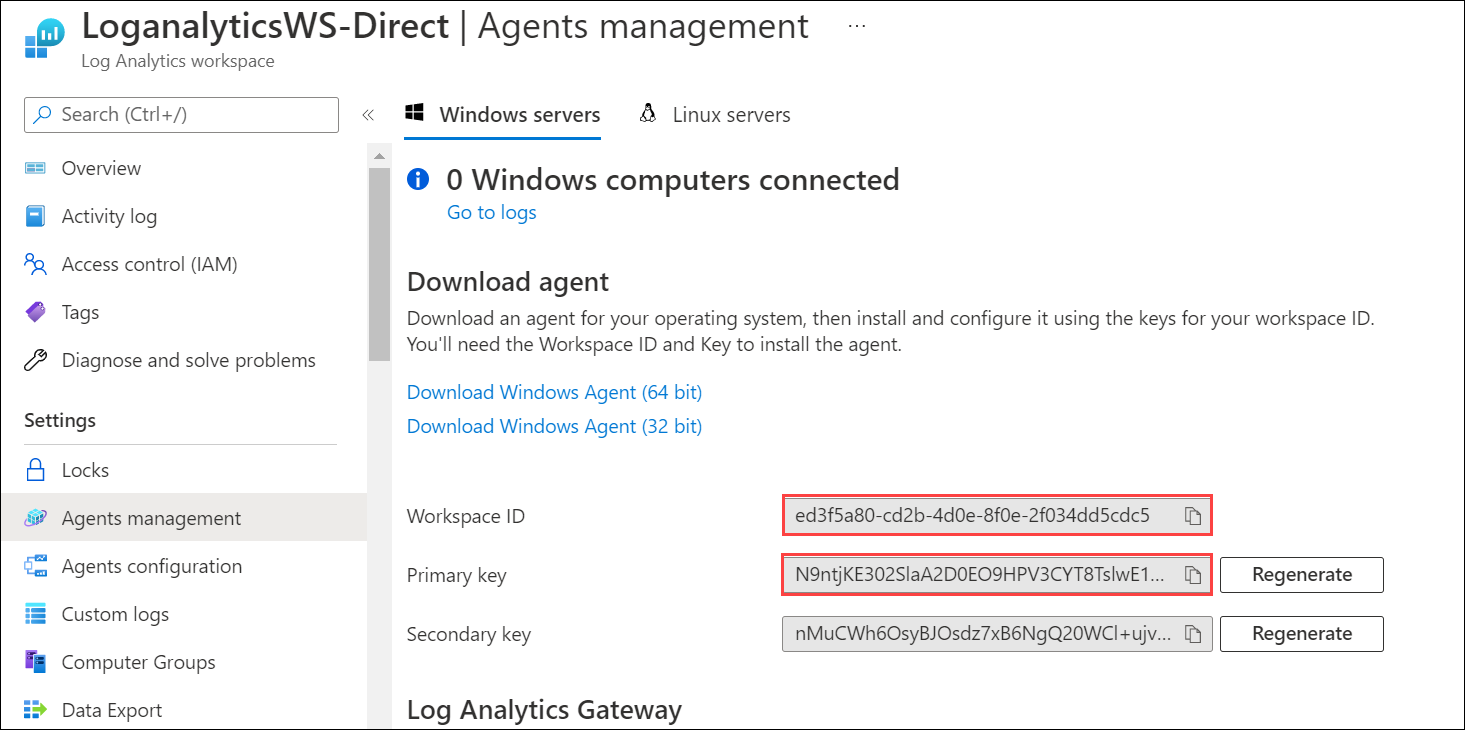 LoganalyticsWS-Direct | Agents management ...
Log Analytics workspace
Search (Ctrl+/)
«
Overview
Activity log
Access control (IAM)
Tags
Diagnose and solve problems
Settings
Locks
Agents management
Agents configuration
Custom logs
Computer Groups
Data Export
Windows servers
Linux servers
0 Windows computers connected
Go to logs
Download agent
Download an agent for your operating system, then install and configure it using the keys for your workspace ID.
You'll need the Workspace ID and Key to install the agent.
Download Windows Agent (64 bit)
Download Windows Agent (32 bit)
Workspace ID ed3f5a80-cd2b-4d0e-8f0e-2f034dd5cdc5
Primary key N9ntjKE302SlaA2D0EO9HPV3CYT8TslwE1... Regenerate
Secondary key nMuCWh6OsyBJOsdz7xB6NgQ20WCl+ujv... Regenerate
Log Analytics Gateway